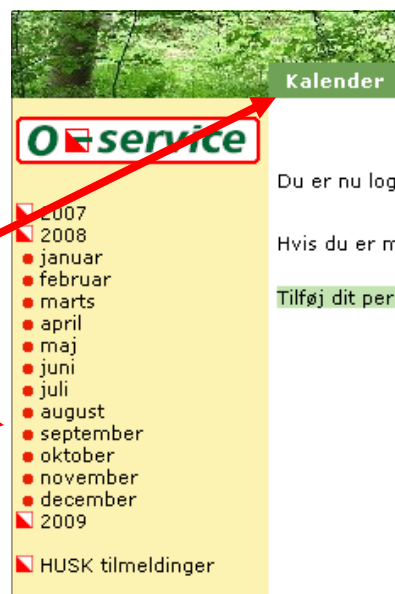 Kalender
O-service
Du er nu log
2007
2008
Hvis du er m
januar
februar
marts
Tilføj dit per
april
maj
juni
juli
august
september
oktober
november
december
2009
HUSK tilmeldinger